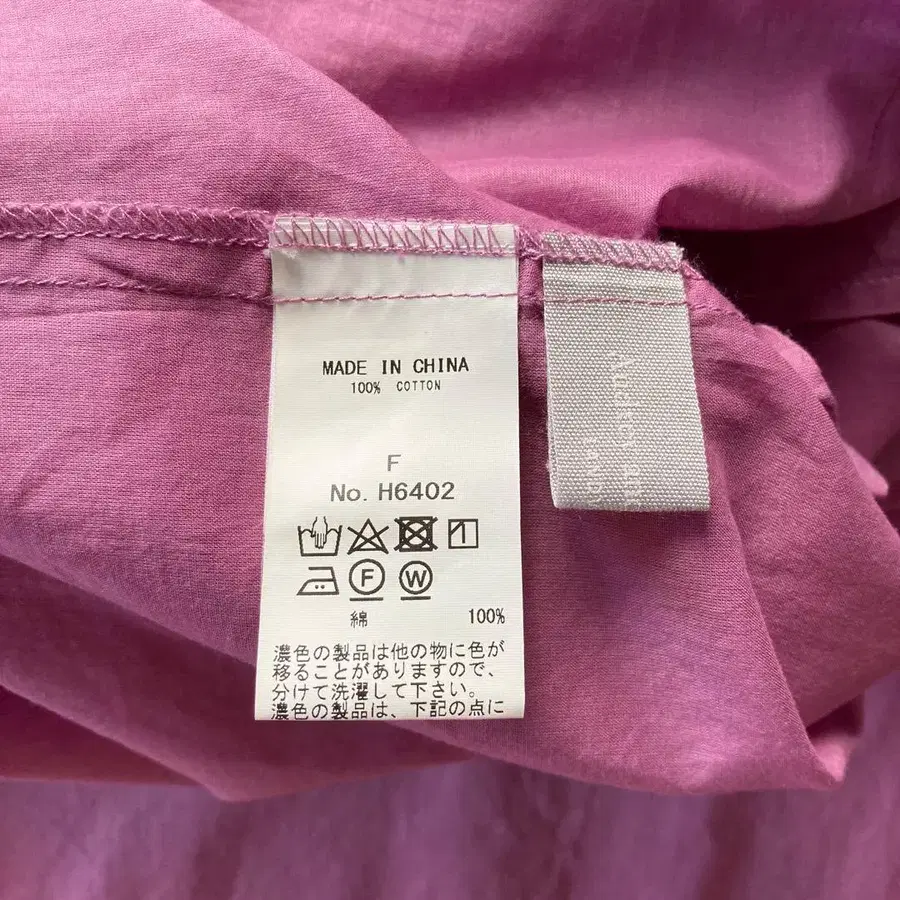 MADE IN CHINA
100% COTTON
F
No. H6402
F W
綿 100%
濃色の製品は他の物に色が
移ることがありますので、
分けて洗濯して下さい。
濃色の製品は、下記の点に